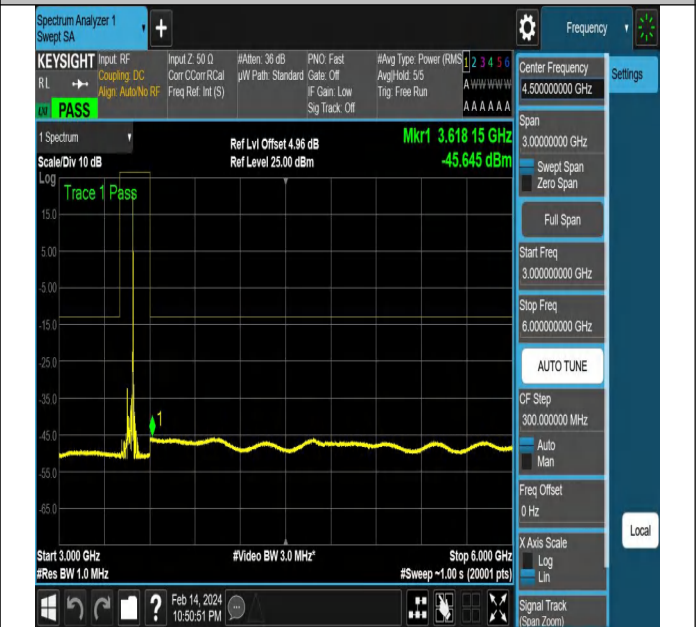 Spectrum Analyzer 1
Swept SA
+
Frequency
KEYSIGHT
RL
PASS
Input: RF
Coupling: DC
Align: Auto/No RF
Input Z: 50 Ω
Corr CCorr RCal
Freq Ref: Int (S)
#Atten: 36 dB
µW Path: Standard
PNO: Fast
Gate: Off
IF Gain: Low
Sig Track: Off
#Avg Type: Power (RMS
Avg|Hold: 5/5
Trig: Free Run
1 2 3 4 5 6
A W W W W W
A A A A A A
1 Spectrum
Scale/Div 10 dB
Log
Ref Lvl Offset 4.96 dB
Ref Level 25.00 dBm
Mkr1 3.618 15 GHz
-45.645 dBm
Trace 1 Pass
15.0
5.00
-5.00
-15.0
-25.0
-35.0
-45.0
-55.0
-65.0
1
Start 3.000 GHz
#Res BW 1.0 MHz
#Video BW 3.0 MHz*
Stop 6.000 GHz
#Sweep ~1.00 s (20001 pts)
Center Frequency
4.500000000 GHz
Span
3.00000000 GHz
Swept Span
Zero Span
Full Span
Start Freq
3.000000000 GHz
Stop Freq
6.000000000 GHz
AUTO TUNE
CF Step
300.000000 MHz
Auto
Man
Freq Offset
0 Hz
X Axis Scale
Log
Lin
Signal Track
(Span Zoom)
Settings
Local
?
Feb 14, 2024
10:50:51 PM